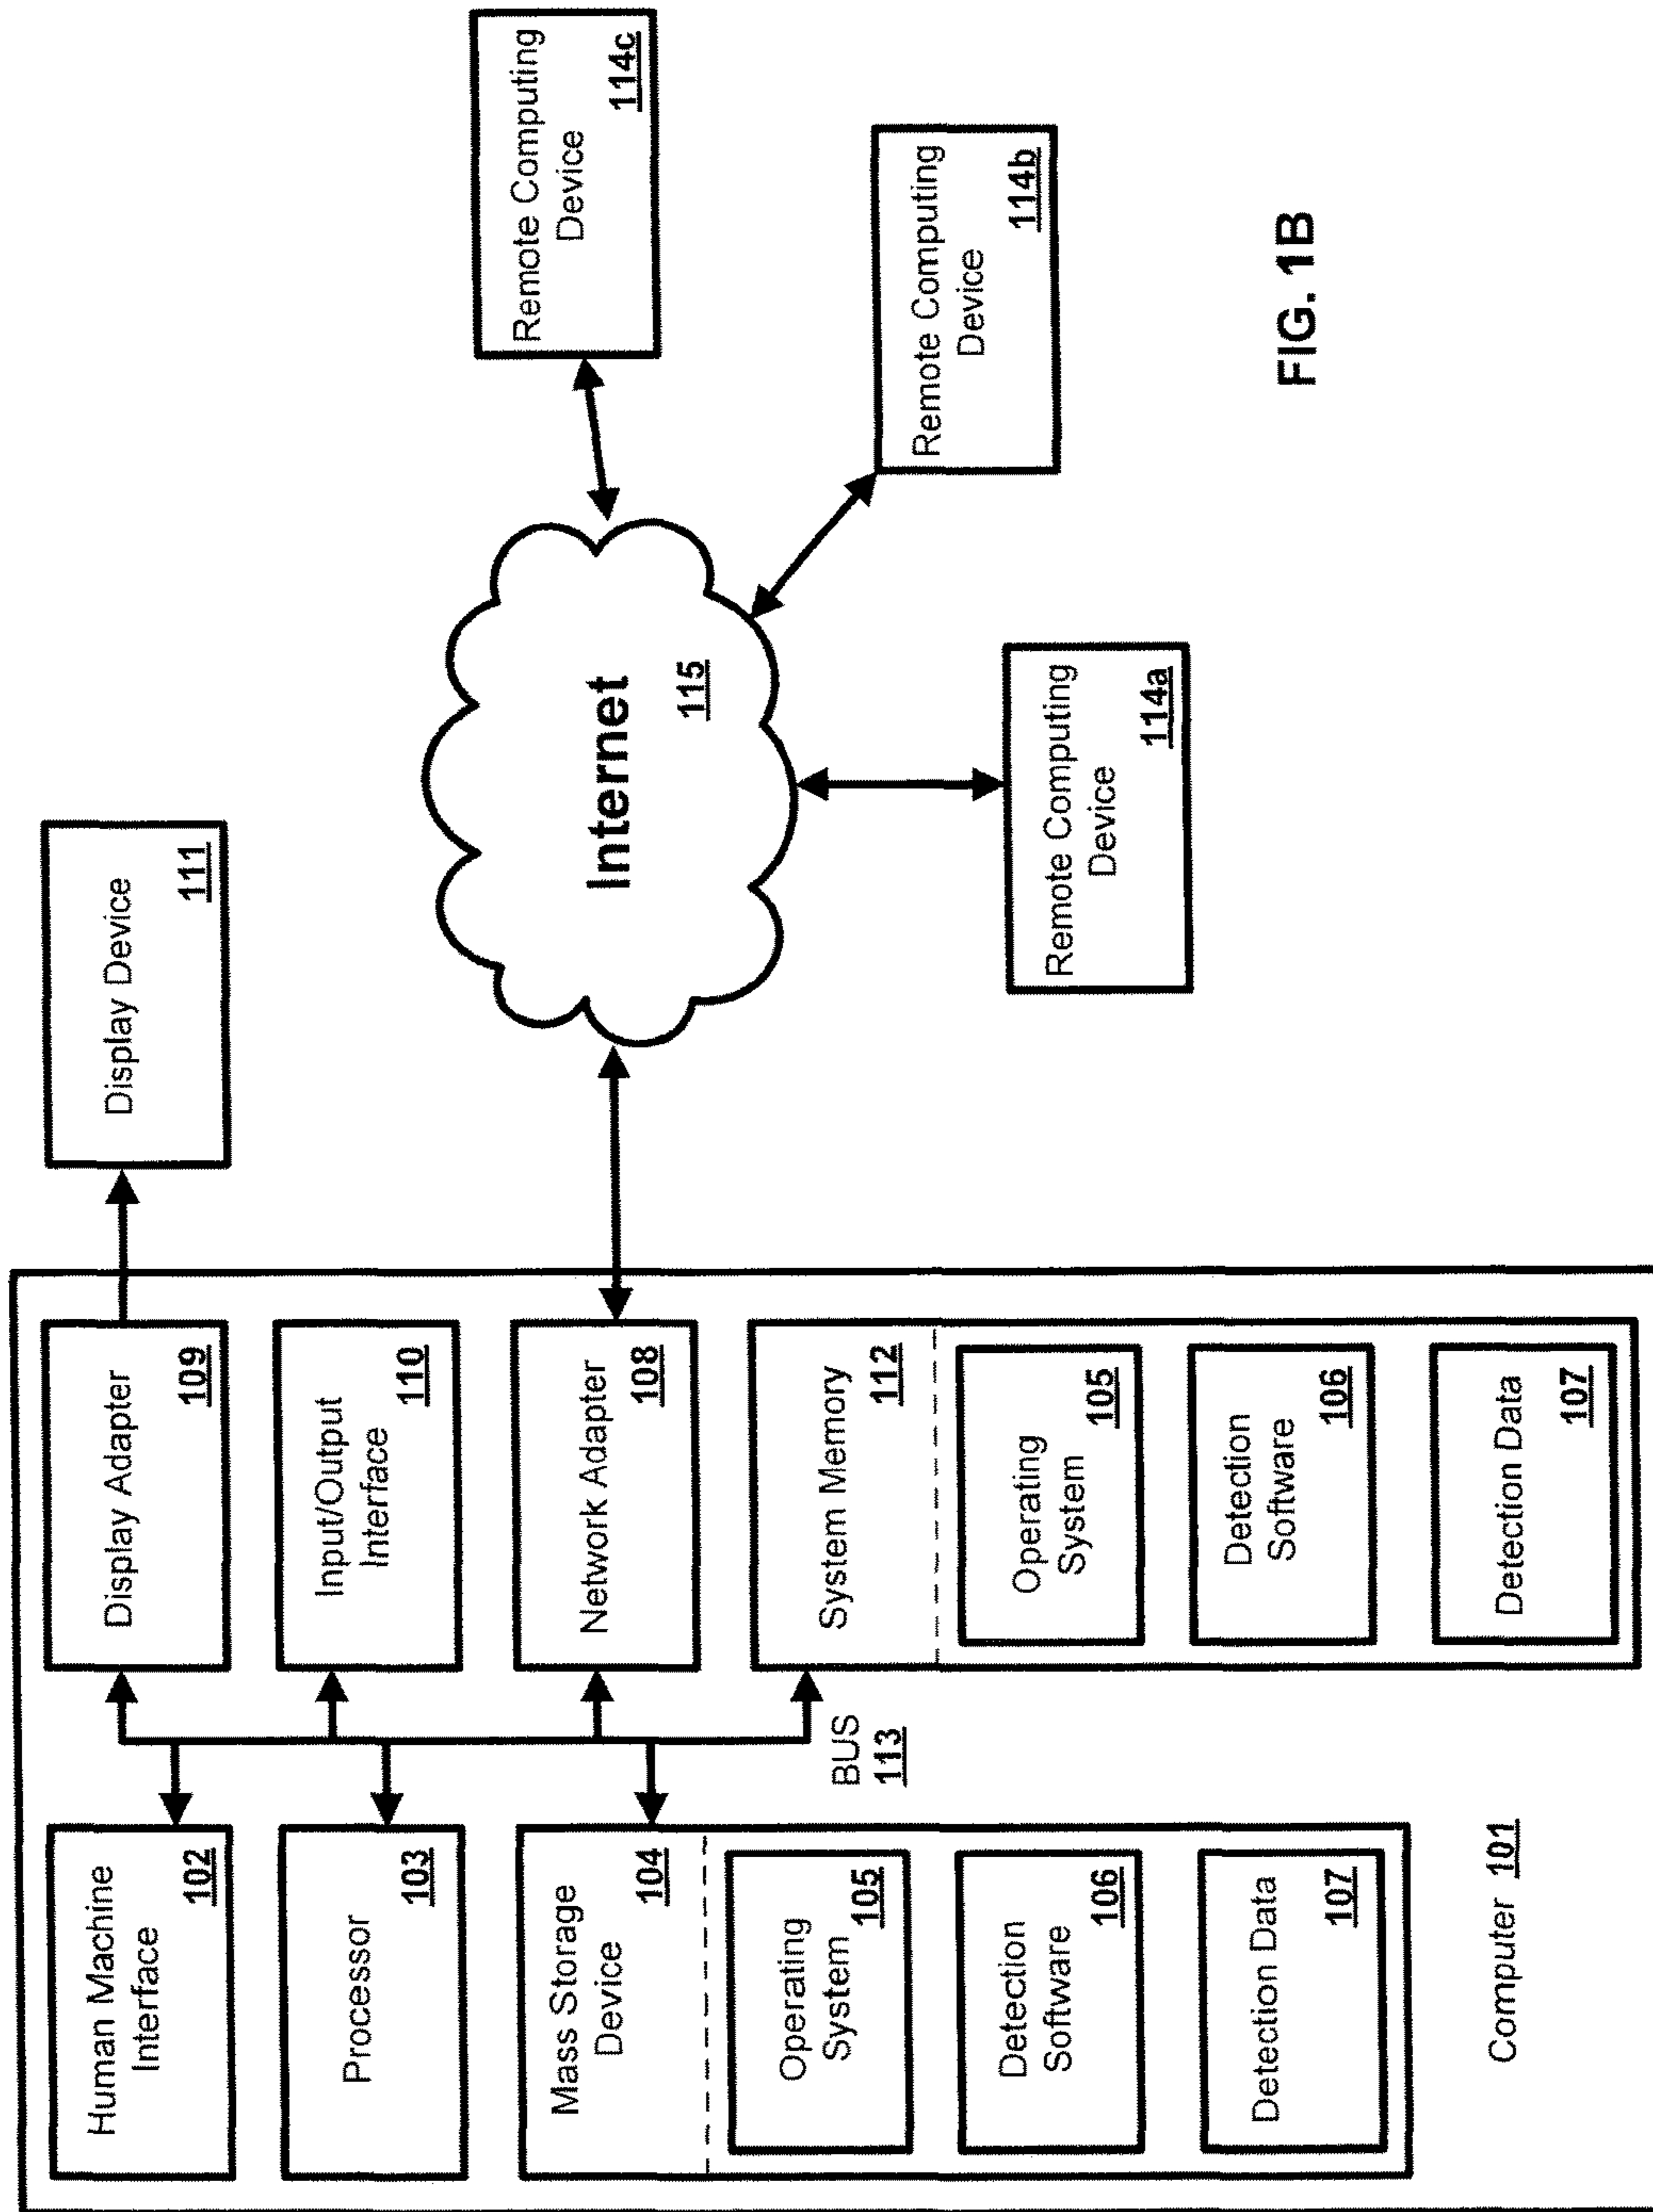 Human Machine
Interface
102
Processor
103
Mass Storage
Device
104
Operating
System
105
Detection
Software
106
Detection Data
107
Computer 101
BUS
113
Display Adapter
109
Input/Output
Interface
110
Network Adapter
108
System Memory
112
Operating
System
105
Detection
Software
106
Detection Data
107
Display Device
111
Internet
115
Remote Computing
Device
114a
Remote Computing
Device
114b
Remote Computing
Device
114c
FIG. 1B